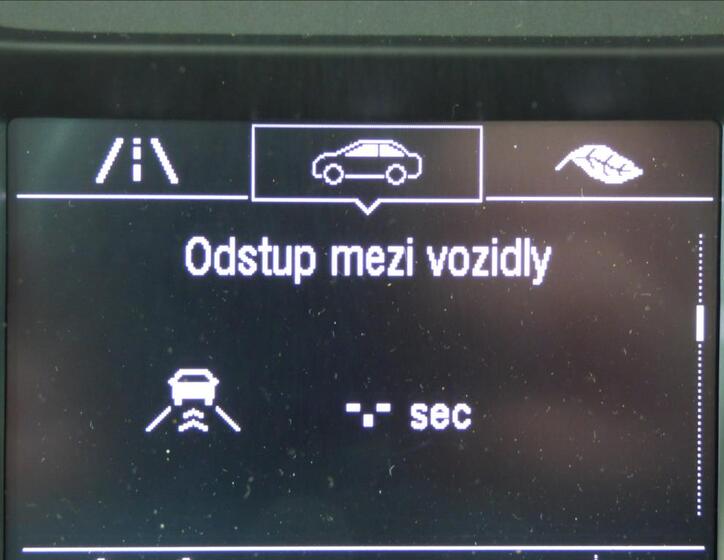 Odstup mezi vozidly
-.- sec